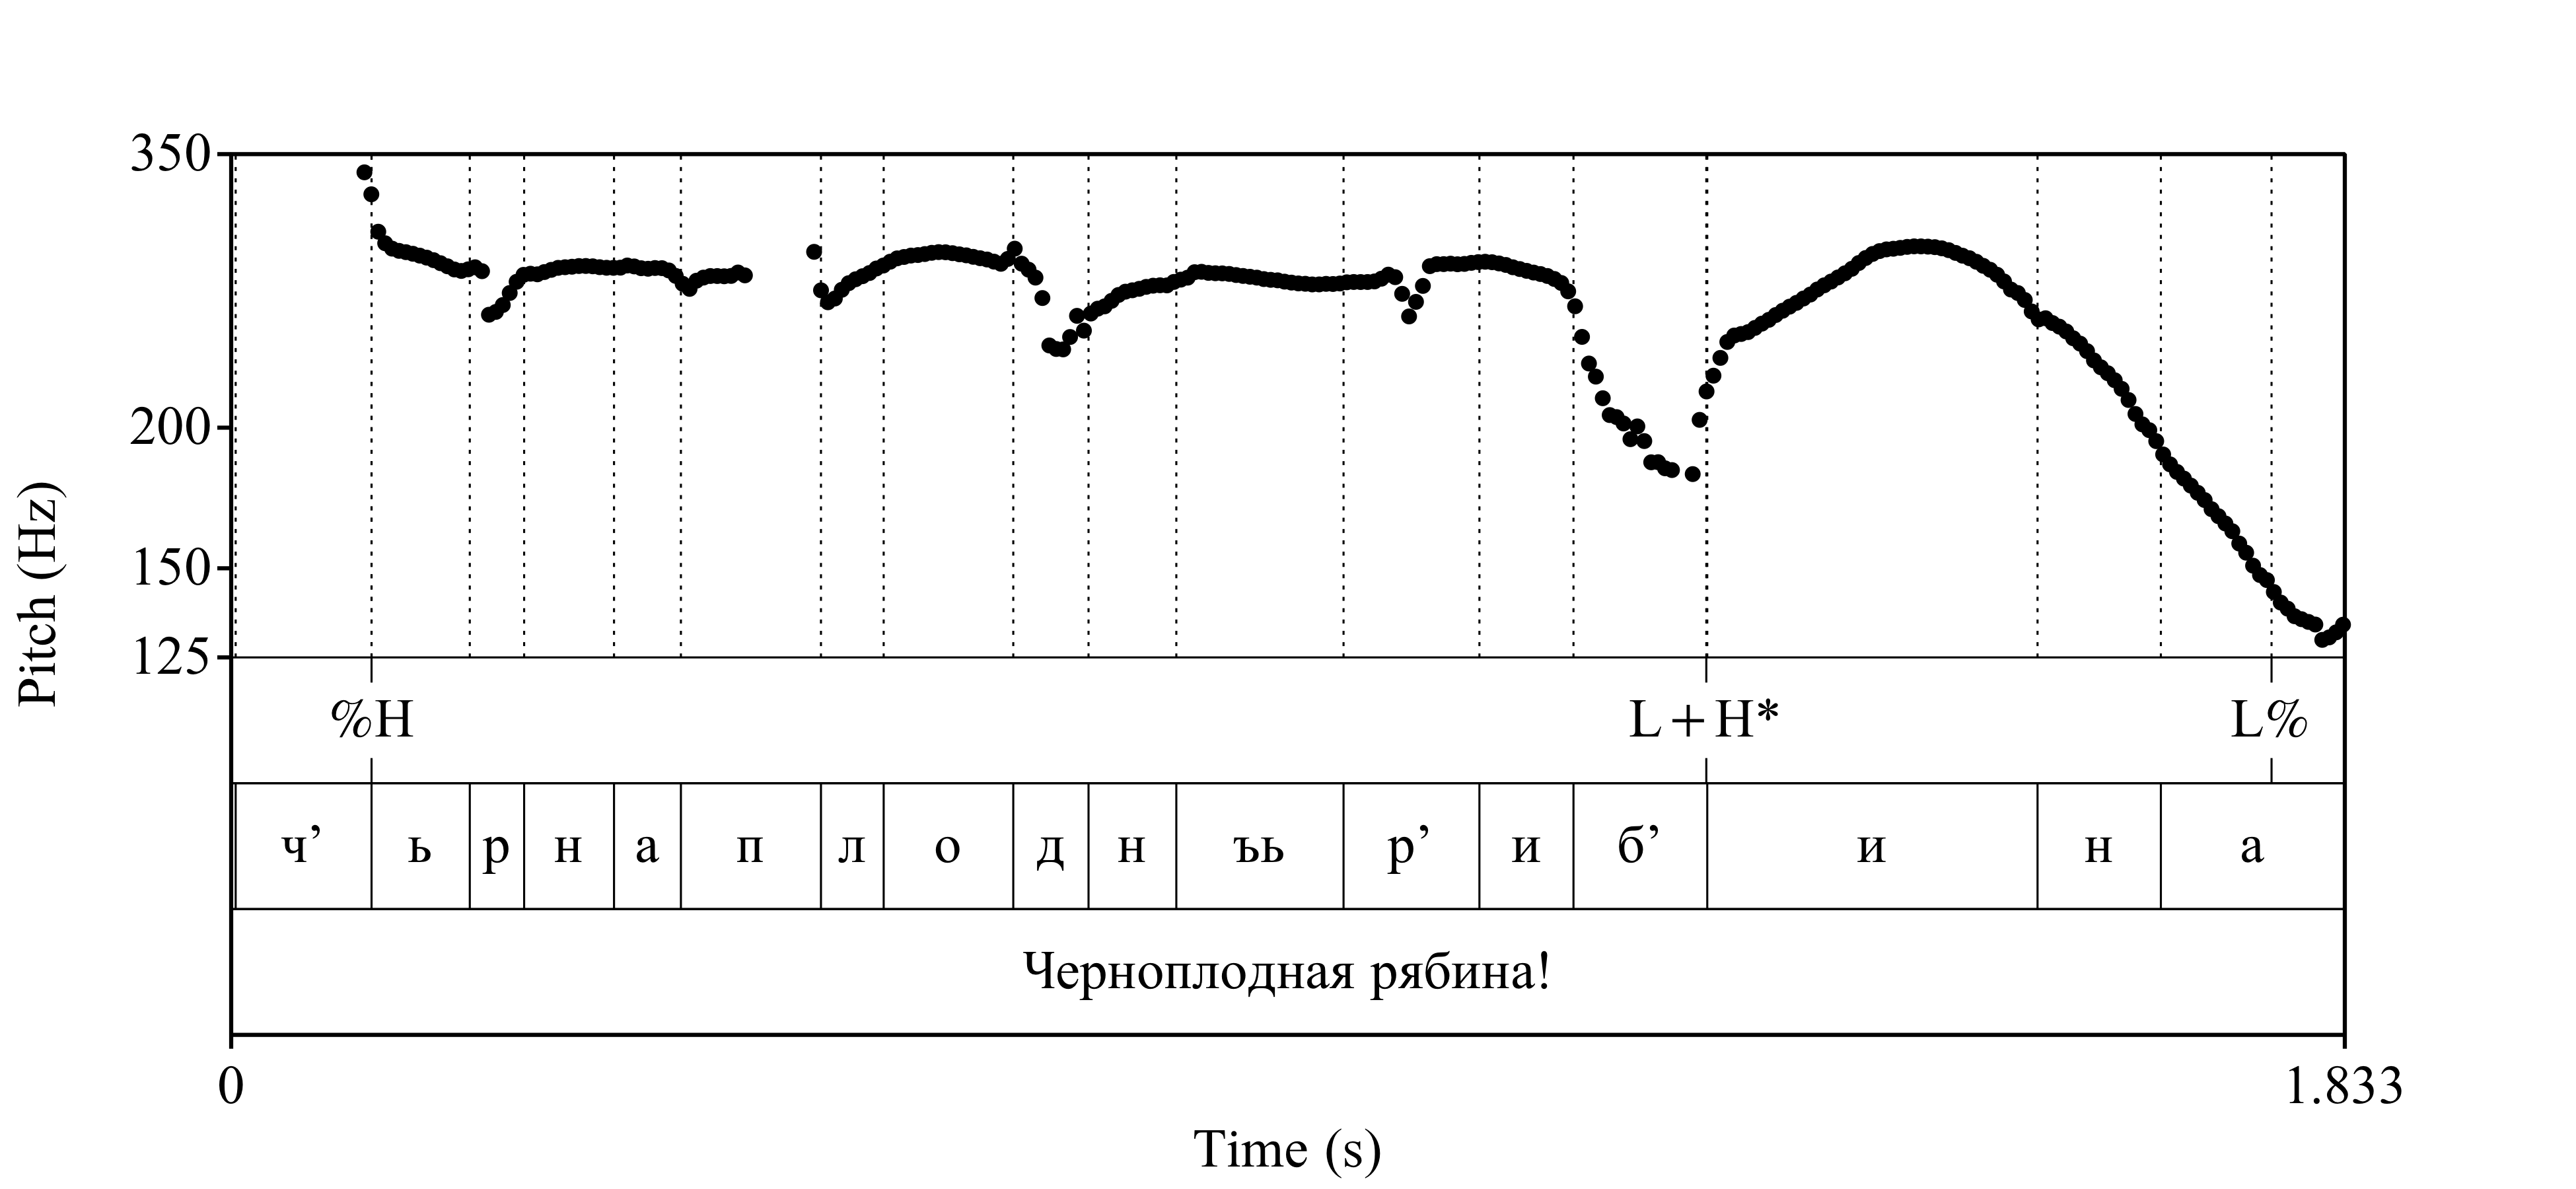 350
200
150
125
Pitch (Hz)
%H L+H* L%
ч’ ь р н а п л о д н ъь р’ и б’ и н а
Черноплодная рябина!
0 1.833
Time (s)